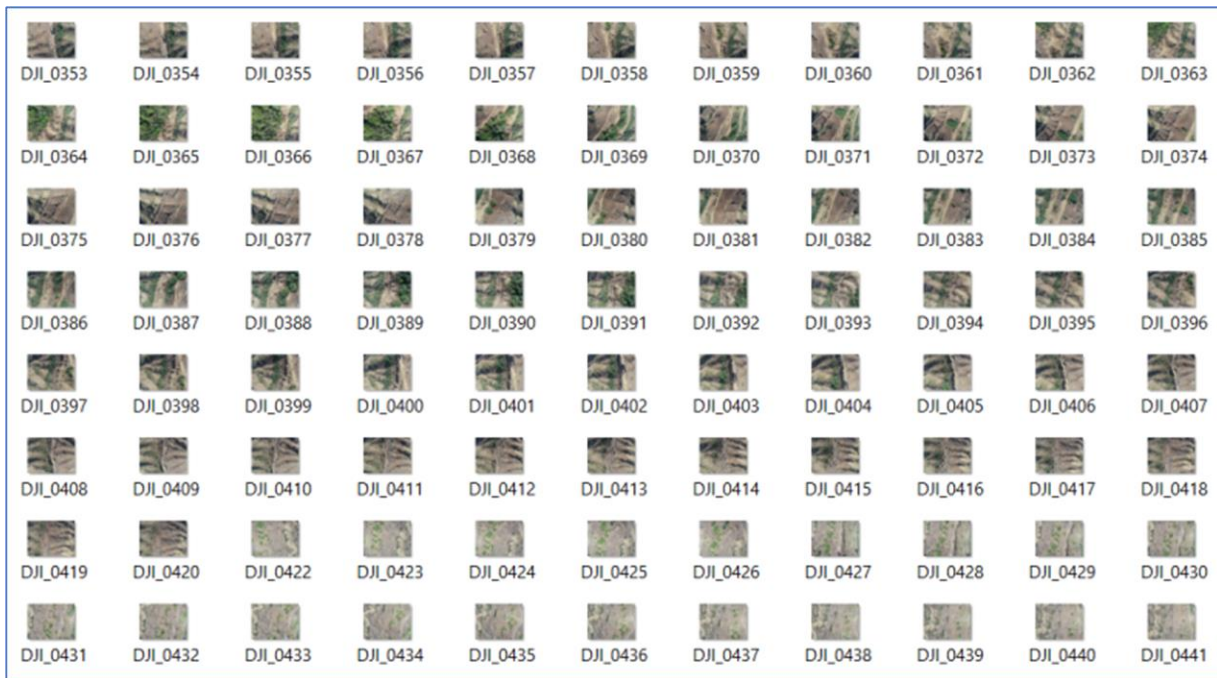 DJI_0353 DJI_0354 DJI_0355 DJI_0356 DJI_0357 DJI_0358 DJI_0359 DJI_0360 DJI_0361 DJI_0362 DJI_0363
DJI_0364 DJI_0365 DJI_0366 DJI_0367 DJI_0368 DJI_0369 DJI_0370 DJI_0371 DJI_0372 DJI_0373 DJI_0374
DJI_0375 DJI_0376 DJI_0377 DJI_0378 DJI_0379 DJI_0380 DJI_0381 DJI_0382 DJI_0383 DJI_0384 DJI_0385
DJI_0386 DJI_0387 DJI_0388 DJI_0389 DJI_0390 DJI_0391 DJI_0392 DJI_0393 DJI_0394 DJI_0395 DJI_0396
DJI_0397 DJI_0398 DJI_0399 DJI_0400 DJI_0401 DJI_0402 DJI_0403 DJI_0404 DJI_0405 DJI_0406 DJI_0407
DJI_0408 DJI_0409 DJI_0410 DJI_0411 DJI_0412 DJI_0413 DJI_0414 DJI_0415 DJI_0416 DJI_0417 DJI_0418
DJI_0419 DJI_0420 DJI_0422 DJI_0423 DJI_0424 DJI_0425 DJI_0426 DJI_0427 DJI_0428 DJI_0429 DJI_0430
DJI_0431 DJI_0432 DJI_0433 DJI_0434 DJI_0435 DJI_0436 DJI_0437 DJI_0438 DJI_0439 DJI_0440 DJI_0441